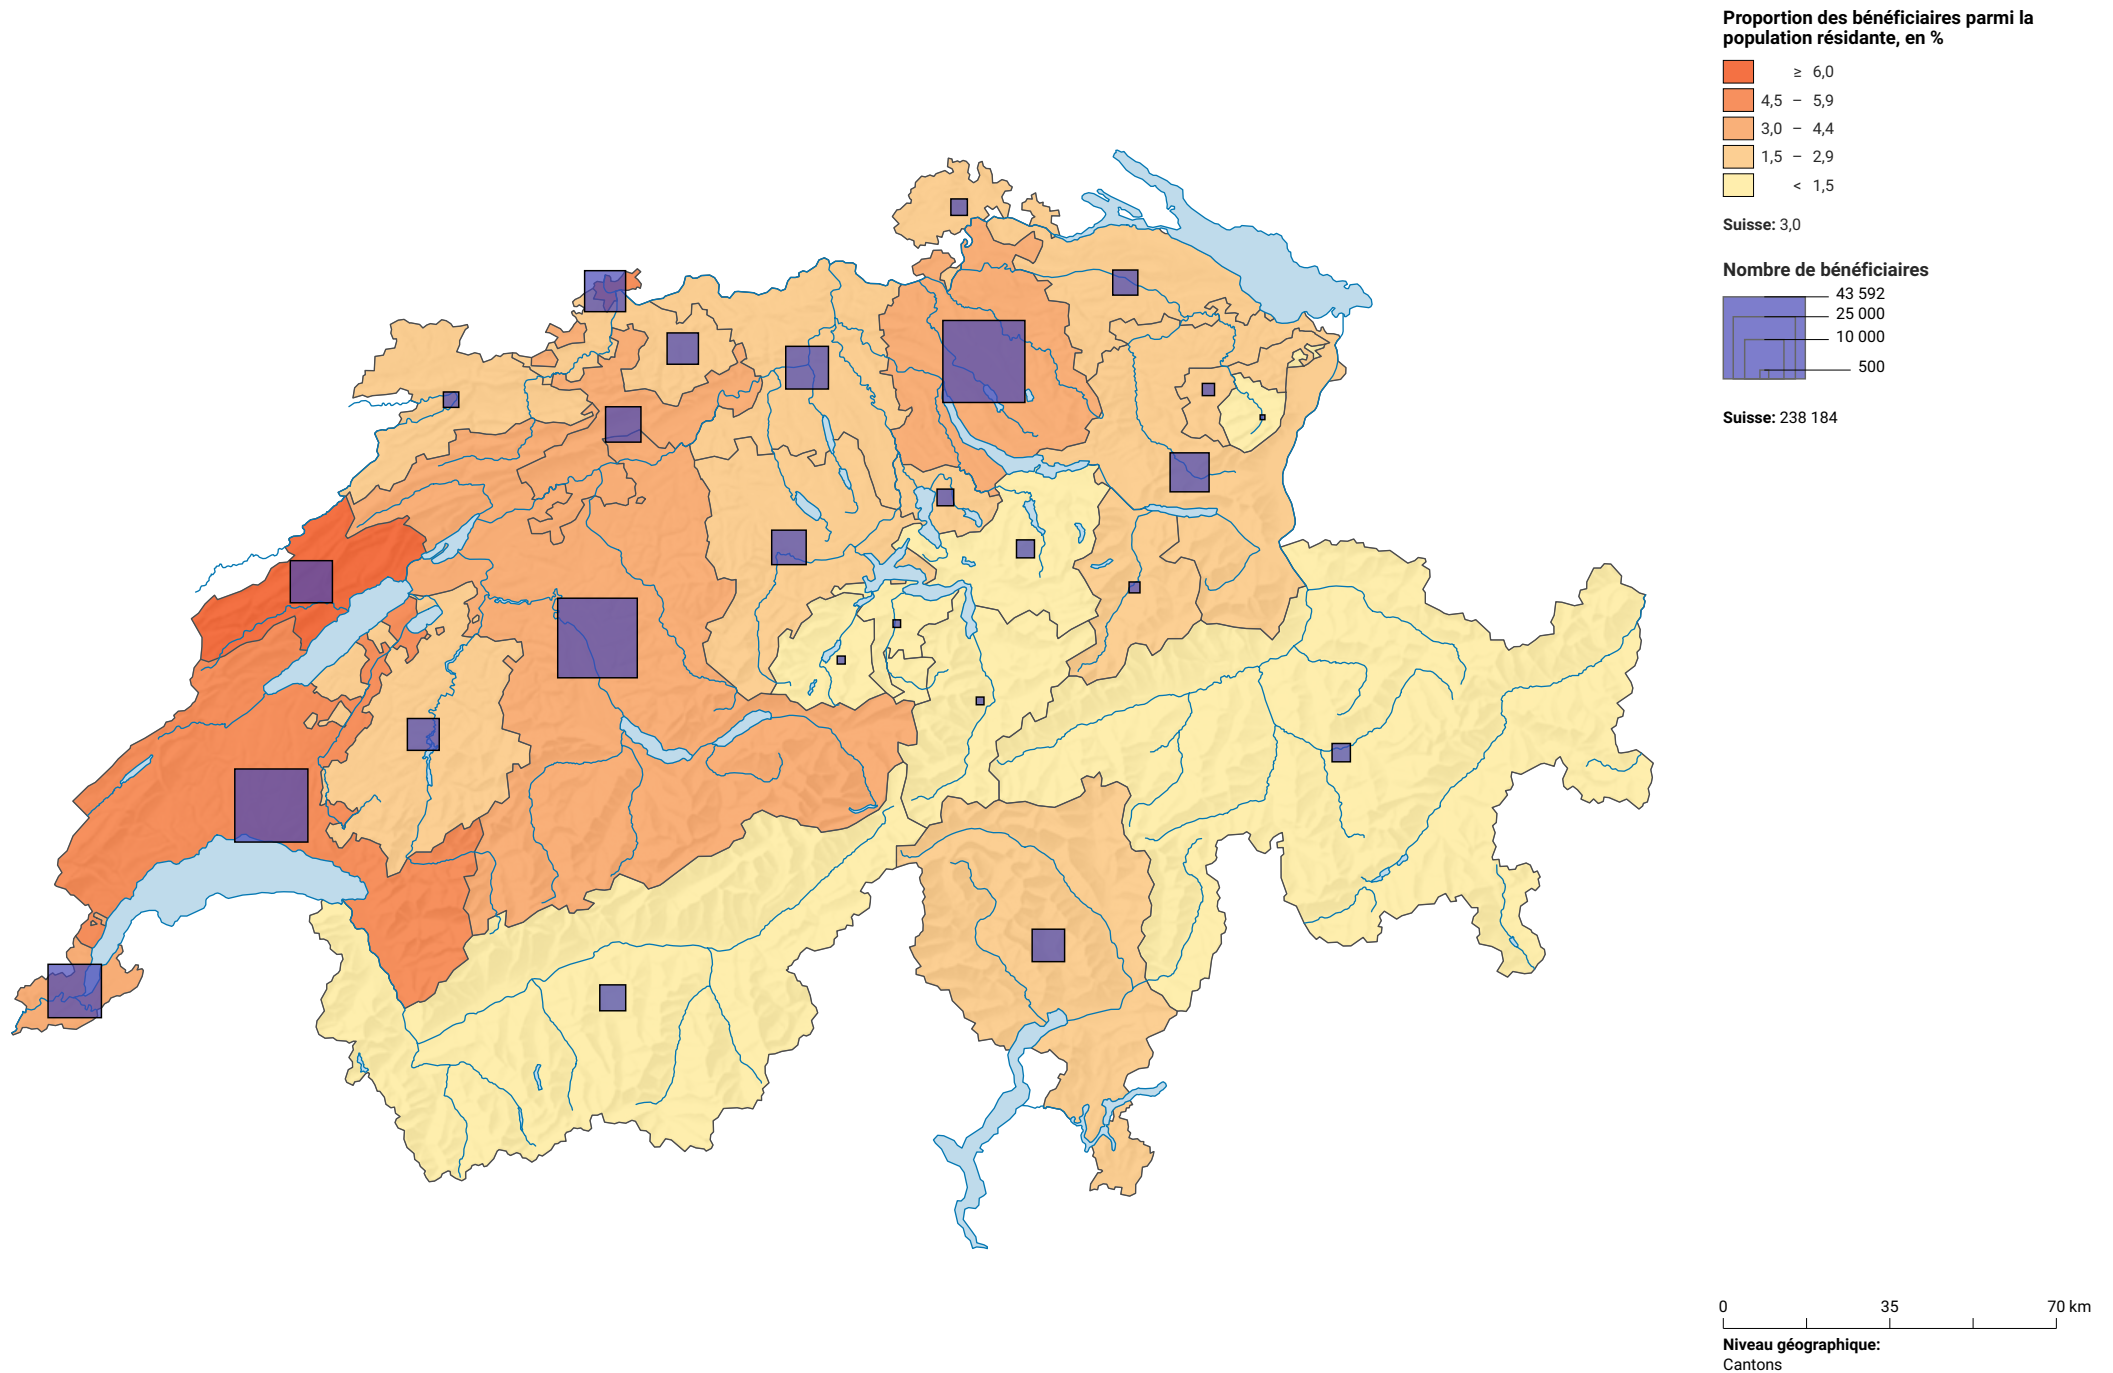 Proportion des bénéficiaires parmi la
population résidante, en %
≥ 6,0
4,5 – 5,9
3,0 – 4,4
1,5 – 2,9
< 1,5
Suisse: 3,0
Nombre de bénéficiaires
43 592
25 000
10 000
500
Suisse: 238 184
0 35 70 km
Niveau géographique:
Cantons